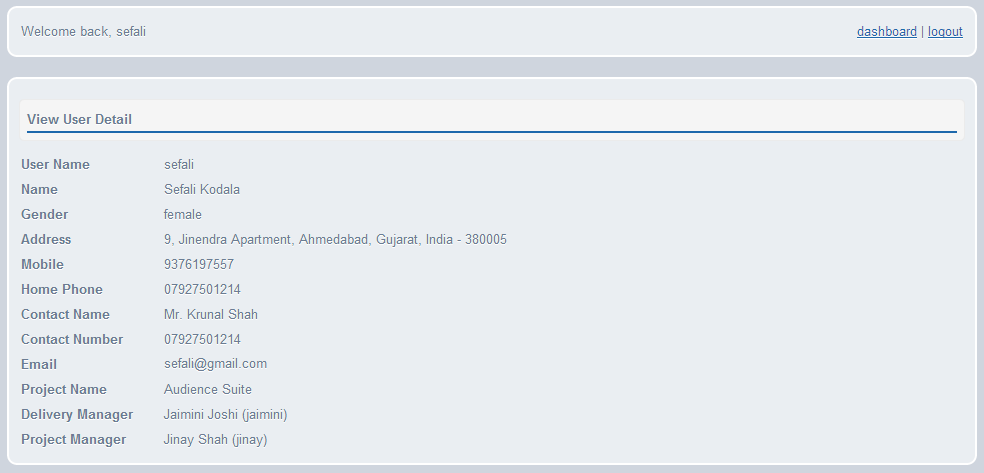 Welcome back, sefali dashboard | logout
View User Detail
User Name sefali
Name Sefali Kodala
Gender female
Address 9, Jinendra Apartment, Ahmedabad, Gujarat, India - 380005
Mobile 9376197557
Home Phone 07927501214
Contact Name Mr. Krunal Shah
Contact Number 07927501214
Email sefali@gmail.com
Project Name Audience Suite
Delivery Manager Jaimini Joshi (jaimini)
Project Manager Jinay Shah (jinay)